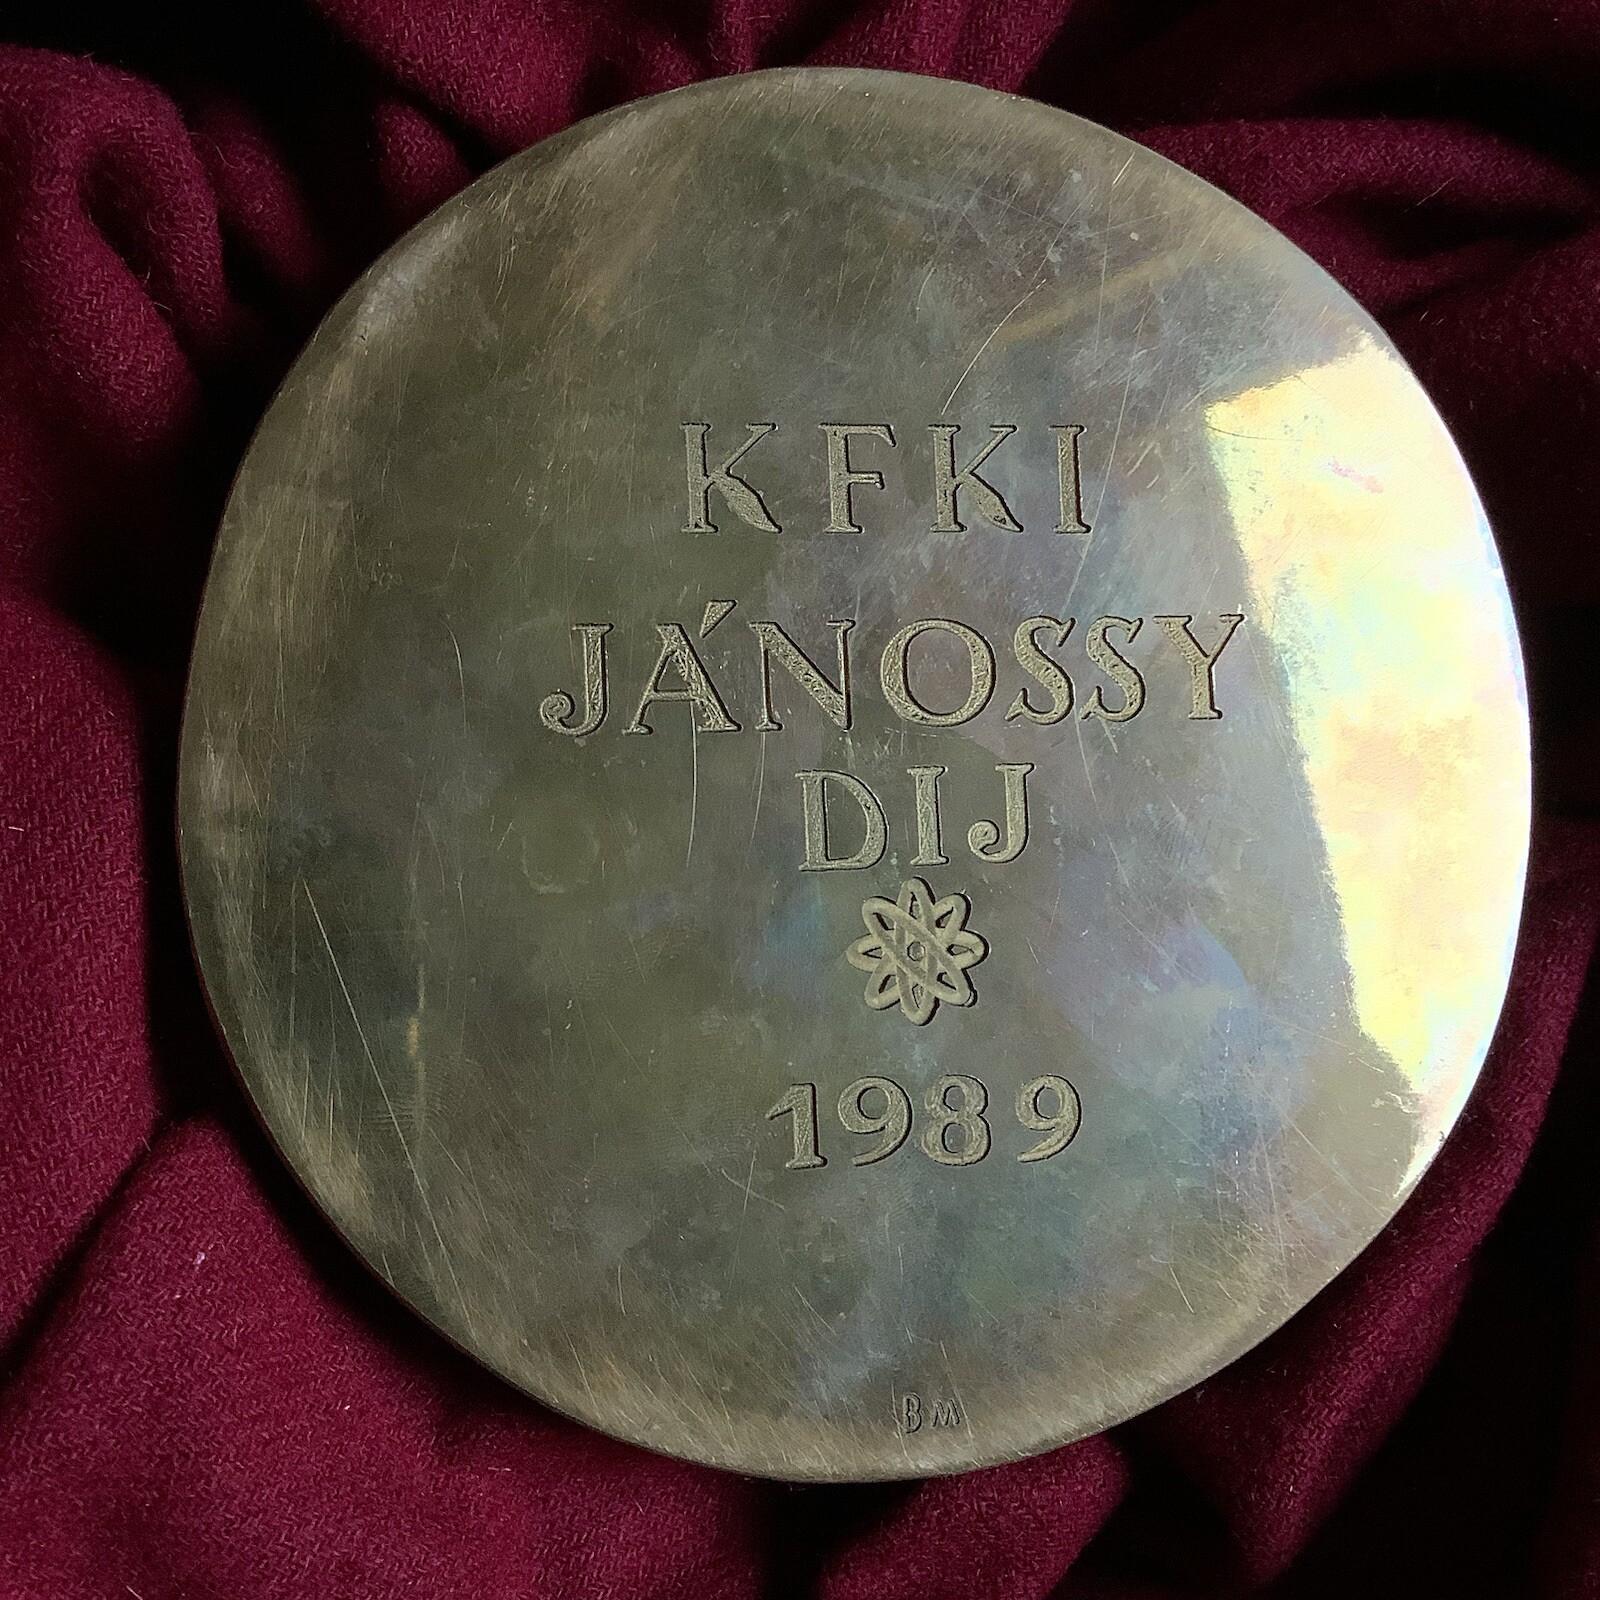 KFKI
JÁNOSSY
DIJ
1989
BM